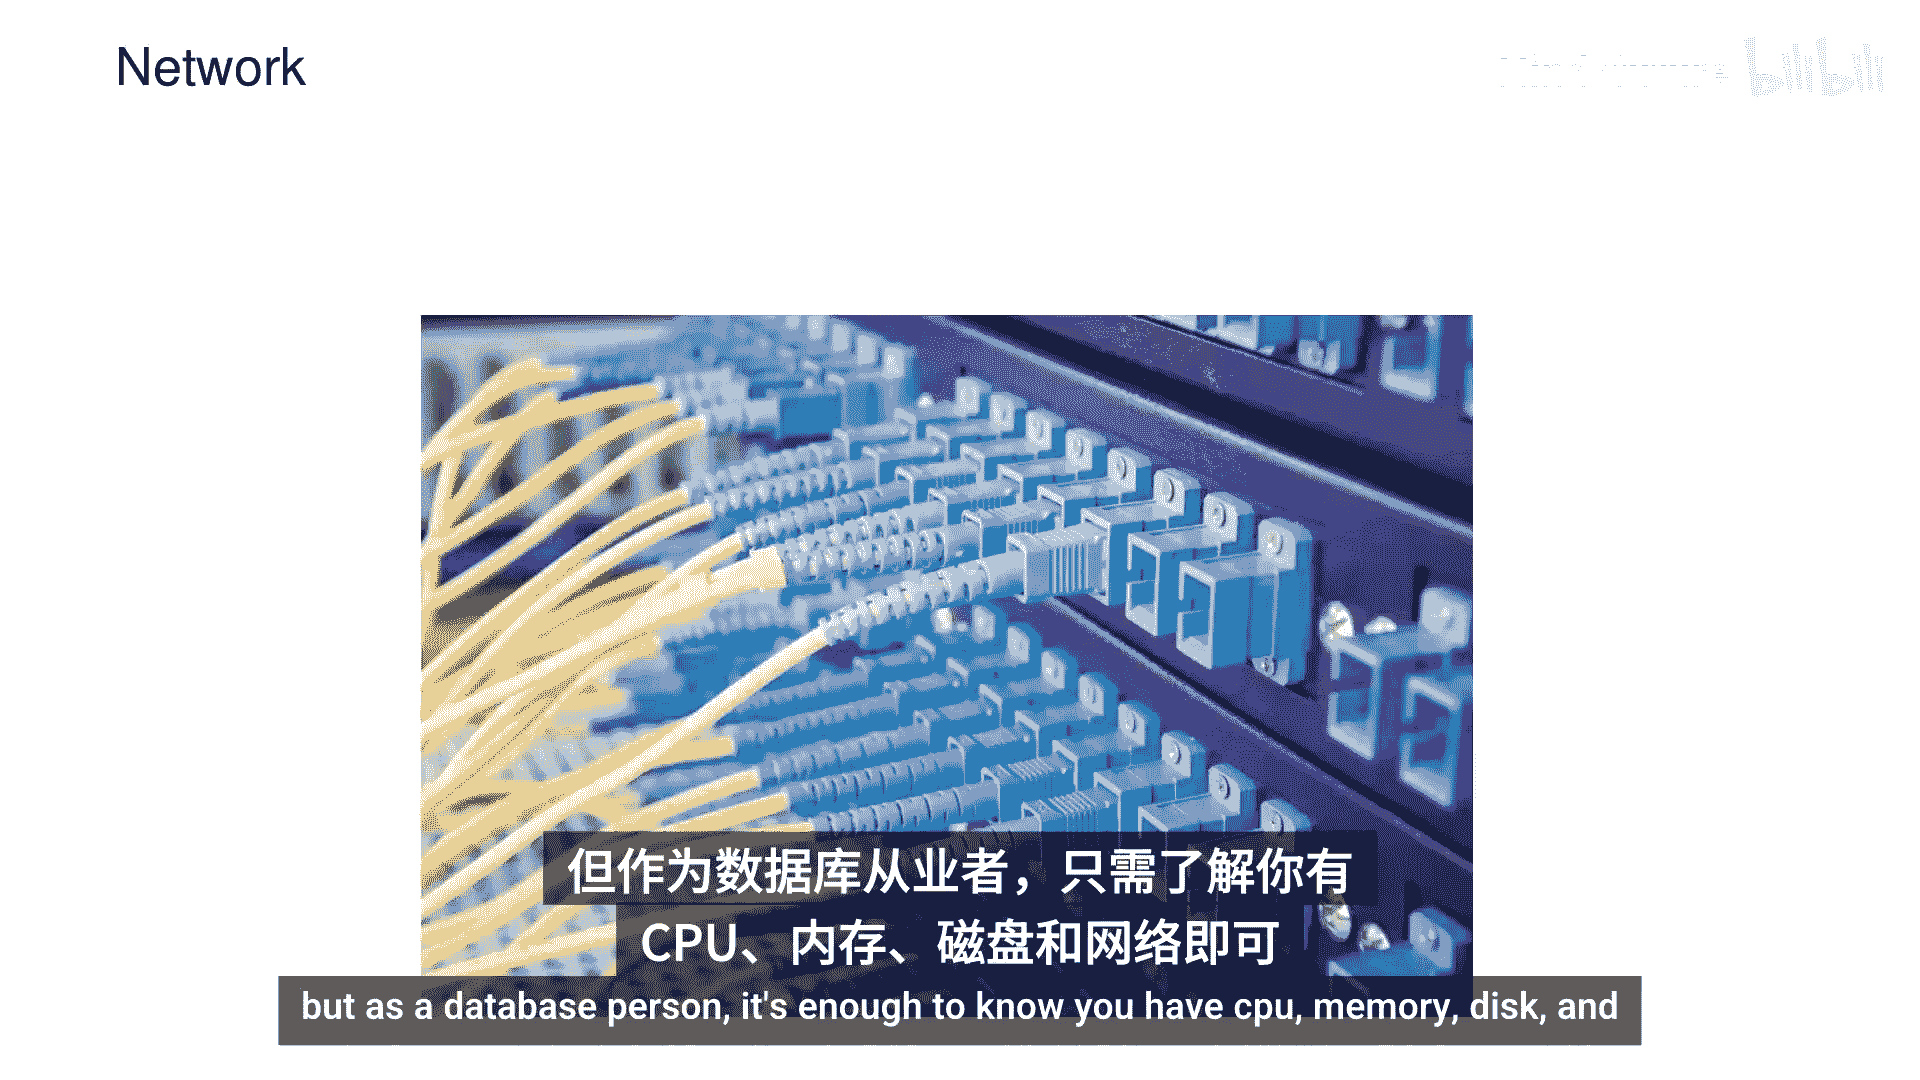 Network
bilibili
但作为数据库从业者，只需了解你有
CPU、内存、磁盘和网络即可
but as a database person, it's enough to know you have cpu, memory, disk, and